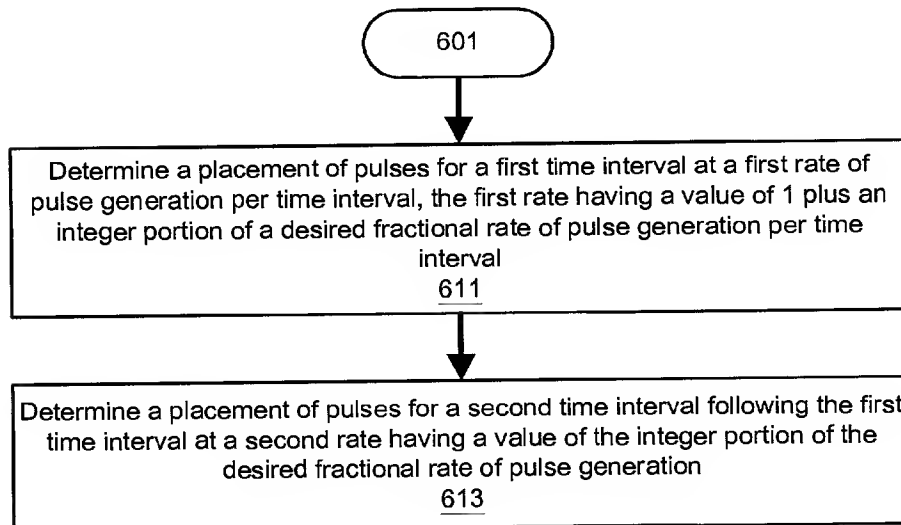 601
Determine a placement of pulses for a first time interval at a first rate of
pulse generation per time interval, the first rate having a value of 1 plus an
integer portion of a desired fractional rate of pulse generation per time
interval
611
Determine a placement of pulses for a second time interval following the first
time interval at a second rate having a value of the integer portion of the
desired fractional rate of pulse generation
613